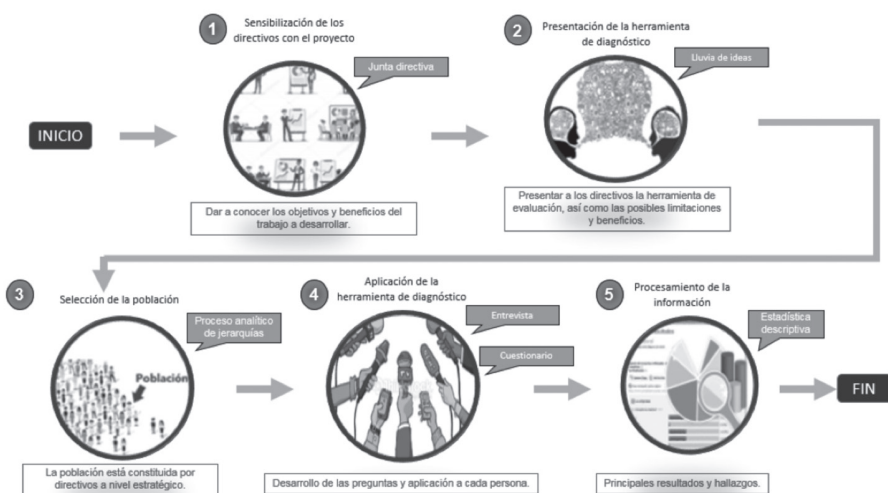 1
Sensibilización de los
directivos con el proyecto
Junta directiva
2
Presentación de la herramienta
de diagnóstico
Lluvia de ideas
INICIO
Dar a conocer los objetivos y beneficios del
trabajo a desarrollar.
Presentar a los directivos la herramienta de
evaluación, así como las posibles limitaciones
y beneficios.
3
Selección de la población
Proceso analítico
de jerarquías
Población
4
Aplicación de la
herramienta de diagnóstico
Entrevista
Cuestionario
5
Procesamiento de la
información
Estadística
descriptiva
FIN
La población está constituida por
directivos a nivel estratégico.
Desarrollo de las preguntas y aplicación a cada persona.
Principales resultados y hallazgos.